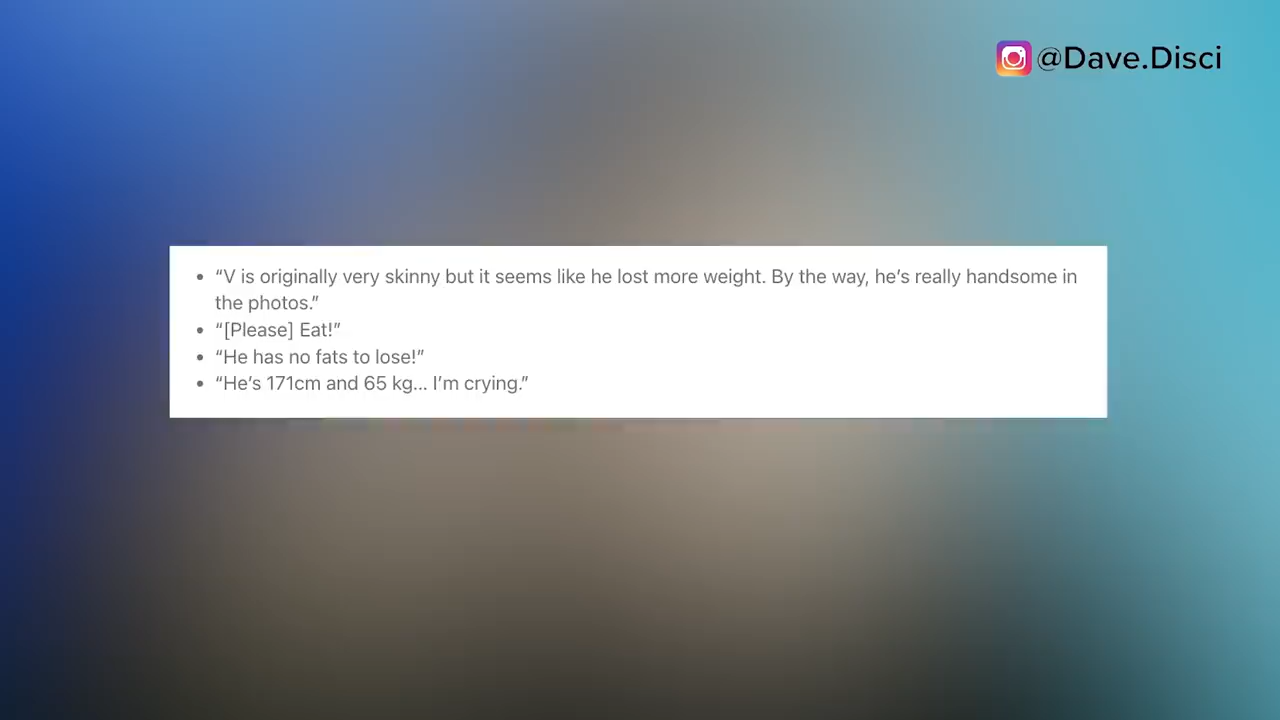 @Dave.Disci
• “V is originally very skinny but it seems like he lost more weight. By the way, he’s really handsome in
the photos.”
• “[Please] Eat!”
• “He has no fats to lose!”
• “He’s 171cm and 65 kg… I’m crying.”